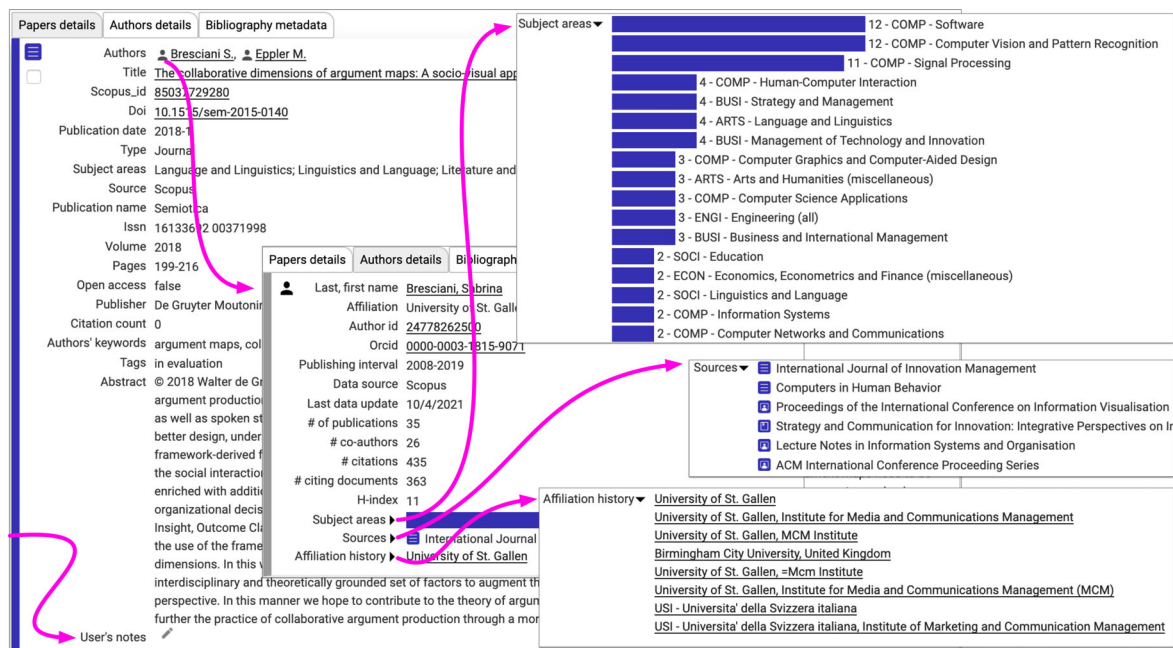 Papers details Authors details Bibliography metadata
Authors Bresciani S., Eppler M.
Title The collaborative dimensions of argument maps: A socio-visual app
Scopus_id 85037729280
Doi 10.1515/sem-2015-0140
Publication date 2018-1
Type Journal
Subject areas Language and Linguistics; Linguistics and Language; Literature and
Source Scopus
Publication name Semiotica
Issn 16133692 00371998
Volume 2018
Pages 199-216
Open access false
Publisher De Gruyter Moutonin
Citation count 0
Authors' keywords argument maps, col
Tags in evaluation
Abstract © 2018 Walter de Gr
argument production
as well as spoken st
better design, under
framework-derived f
the social interaction
enriched with additio
organizational decis
Insight, Outcome Cla
the use of the frame
dimensions. In this w
interdisciplinary and theoretically grounded set of factors to augment th
perspective. In this manner we hope to contribute to the theory of argum
further the practice of collaborative argument production through a mor
User's notes
Papers details Authors details Bibliograph
Last, first name Bresciani, Sabrina
Affiliation University of St. Galle
Author id 24778262500
Orcid 0000-0003-1815-9071
Publishing interval 2008-2019
Data source Scopus
Last data update 10/4/2021
# of publications 35
# co-authors 26
# citations 435
# citing documents 363
H-index 11
Subject areas
Sources International Journal
Affiliation history University of St. Gallen
Subject areas
12 - COMP - Software
12 - COMP - Computer Vision and Pattern Recognition
11 - COMP - Signal Processing
4 - COMP - Human-Computer Interaction
4 - BUSI - Strategy and Management
4 - ARTS - Language and Linguistics
4 - BUSI - Management of Technology and Innovation
3 - COMP - Computer Graphics and Computer-Aided Design
3 - ARTS - Arts and Humanities (miscellaneous)
3 - COMP - Computer Science Applications
3 - ENGI - Engineering (all)
3 - BUSI - Business and International Management
2 - SOCI - Education
2 - ECON - Economics, Econometrics and Finance (miscellaneous)
2 - SOCI - Linguistics and Language
2 - COMP - Information Systems
2 - COMP - Computer Networks and Communications
Sources International Journal of Innovation Management
Computers in Human Behavior
Proceedings of the International Conference on Information Visualisation
Strategy and Communication for Innovation: Integrative Perspectives on In
Lecture Notes in Information Systems and Organisation
ACM International Conference Proceeding Series
Affiliation history University of St. Gallen
University of St. Gallen, Institute for Media and Communications Management
University of St. Gallen, MCM Institute
Birmingham City University, United Kingdom
University of St. Gallen, =Mcm Institute
University of St. Gallen, Institute for Media and Communications Management (MCM)
USI - Universita' della Svizzera italiana
USI - Universita' della Svizzera italiana, Institute of Marketing and Communication Management